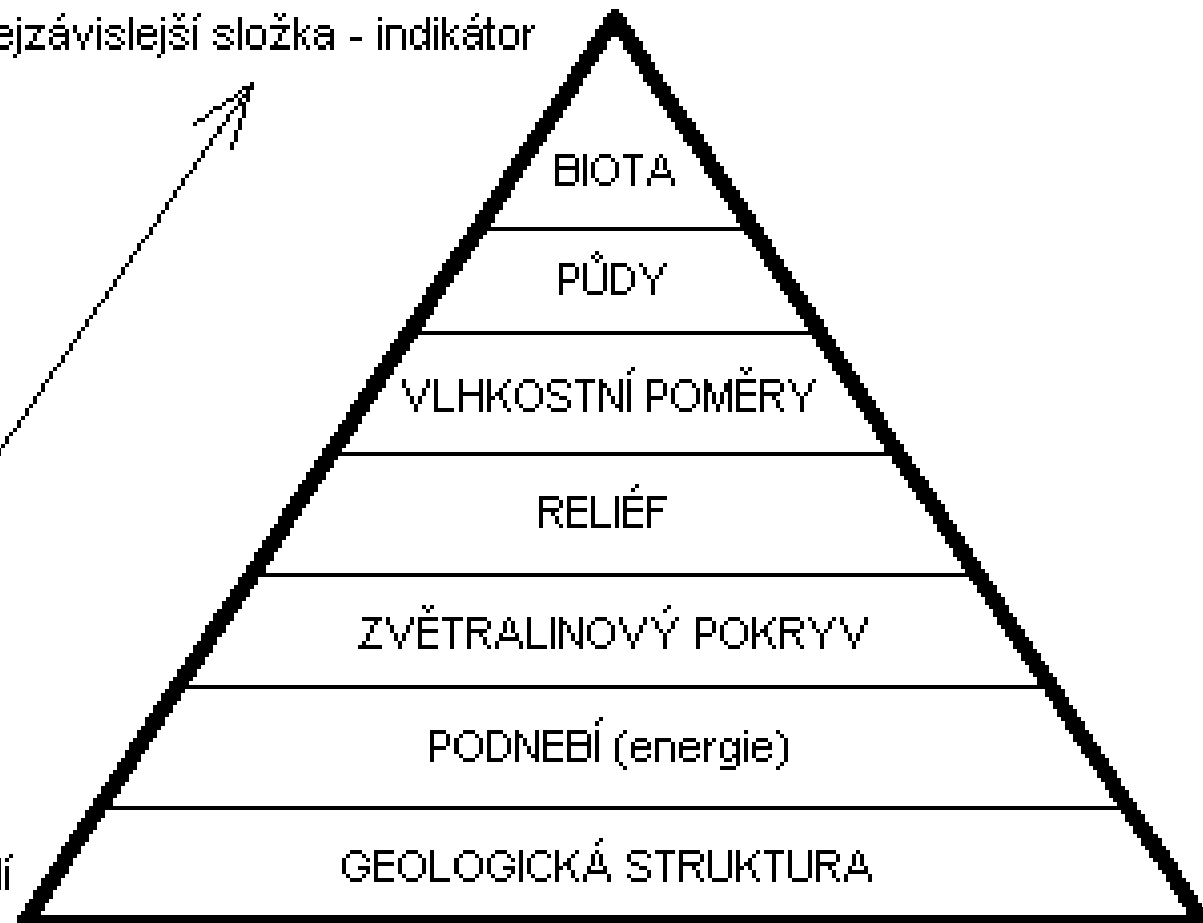 ejzávislejší složka - indikátor
BIOTA
PŮDY
VLHKOSTNÍ POMĚRY
RELIÉF
ZVĚTRALINOVÝ POKRYV
PODNEBÍ (energie)
GEOLOGICKÁ STRUKTURA